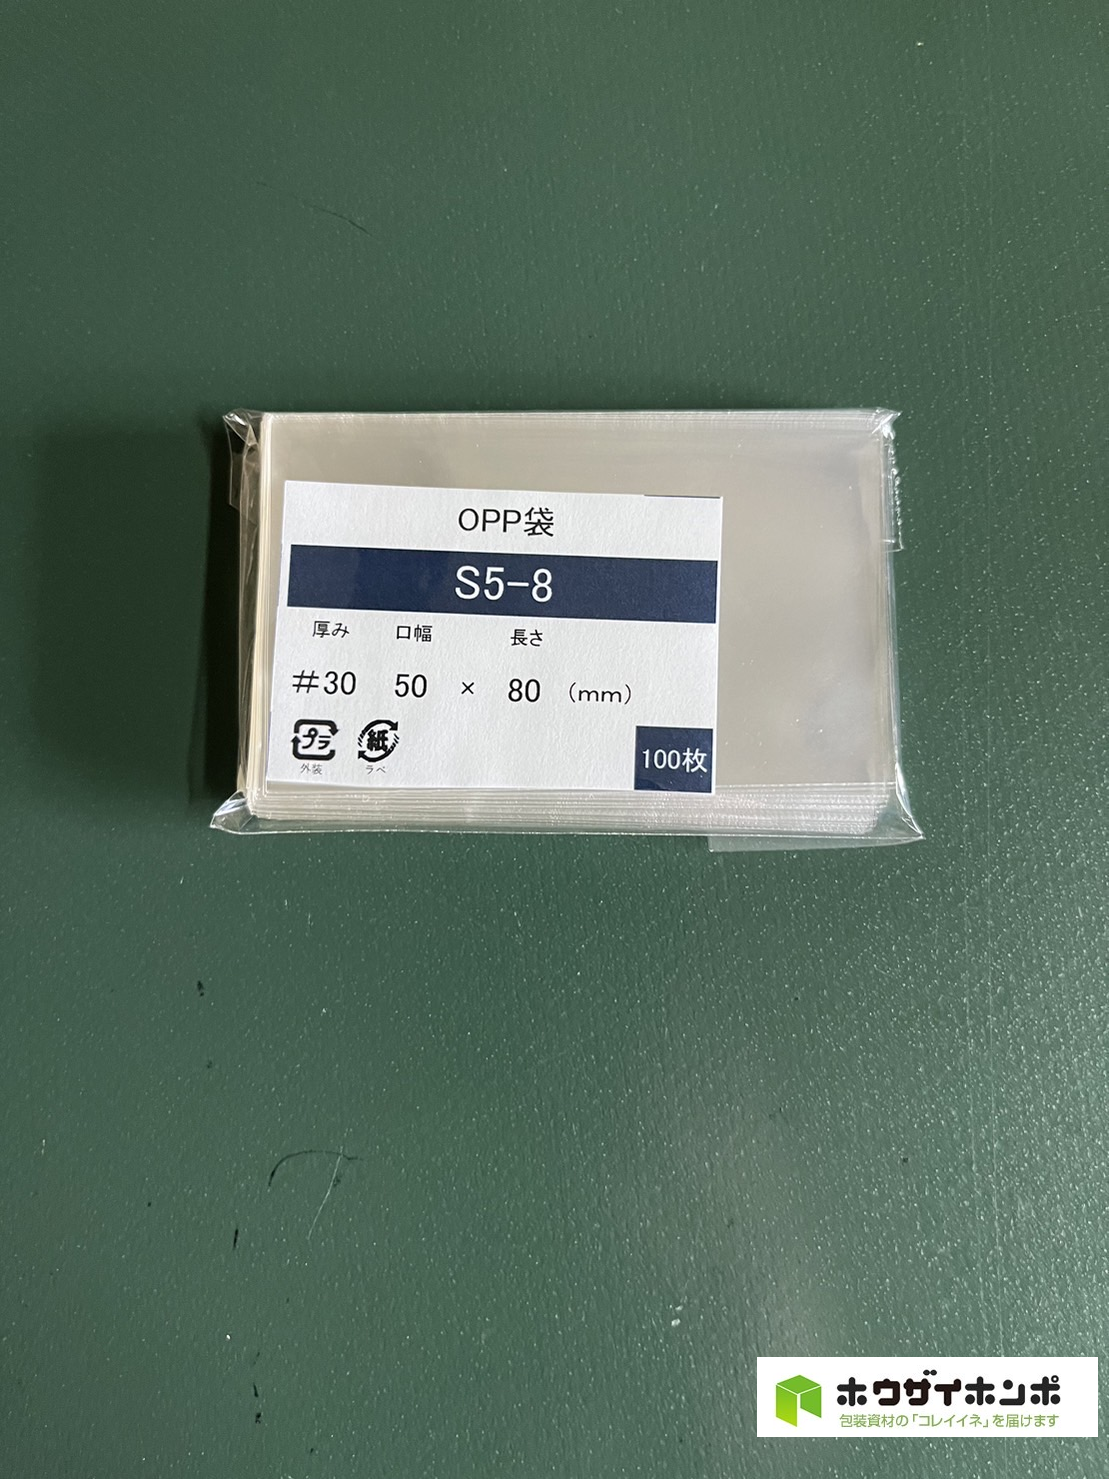 OPP袋
S5-8
厚み 口幅 長さ
#30 50 × 80 (mm)
プラ 紙
外装 ラベ
100枚
ホウザイホンポ
包装資材の「コレイイネ」を届けます